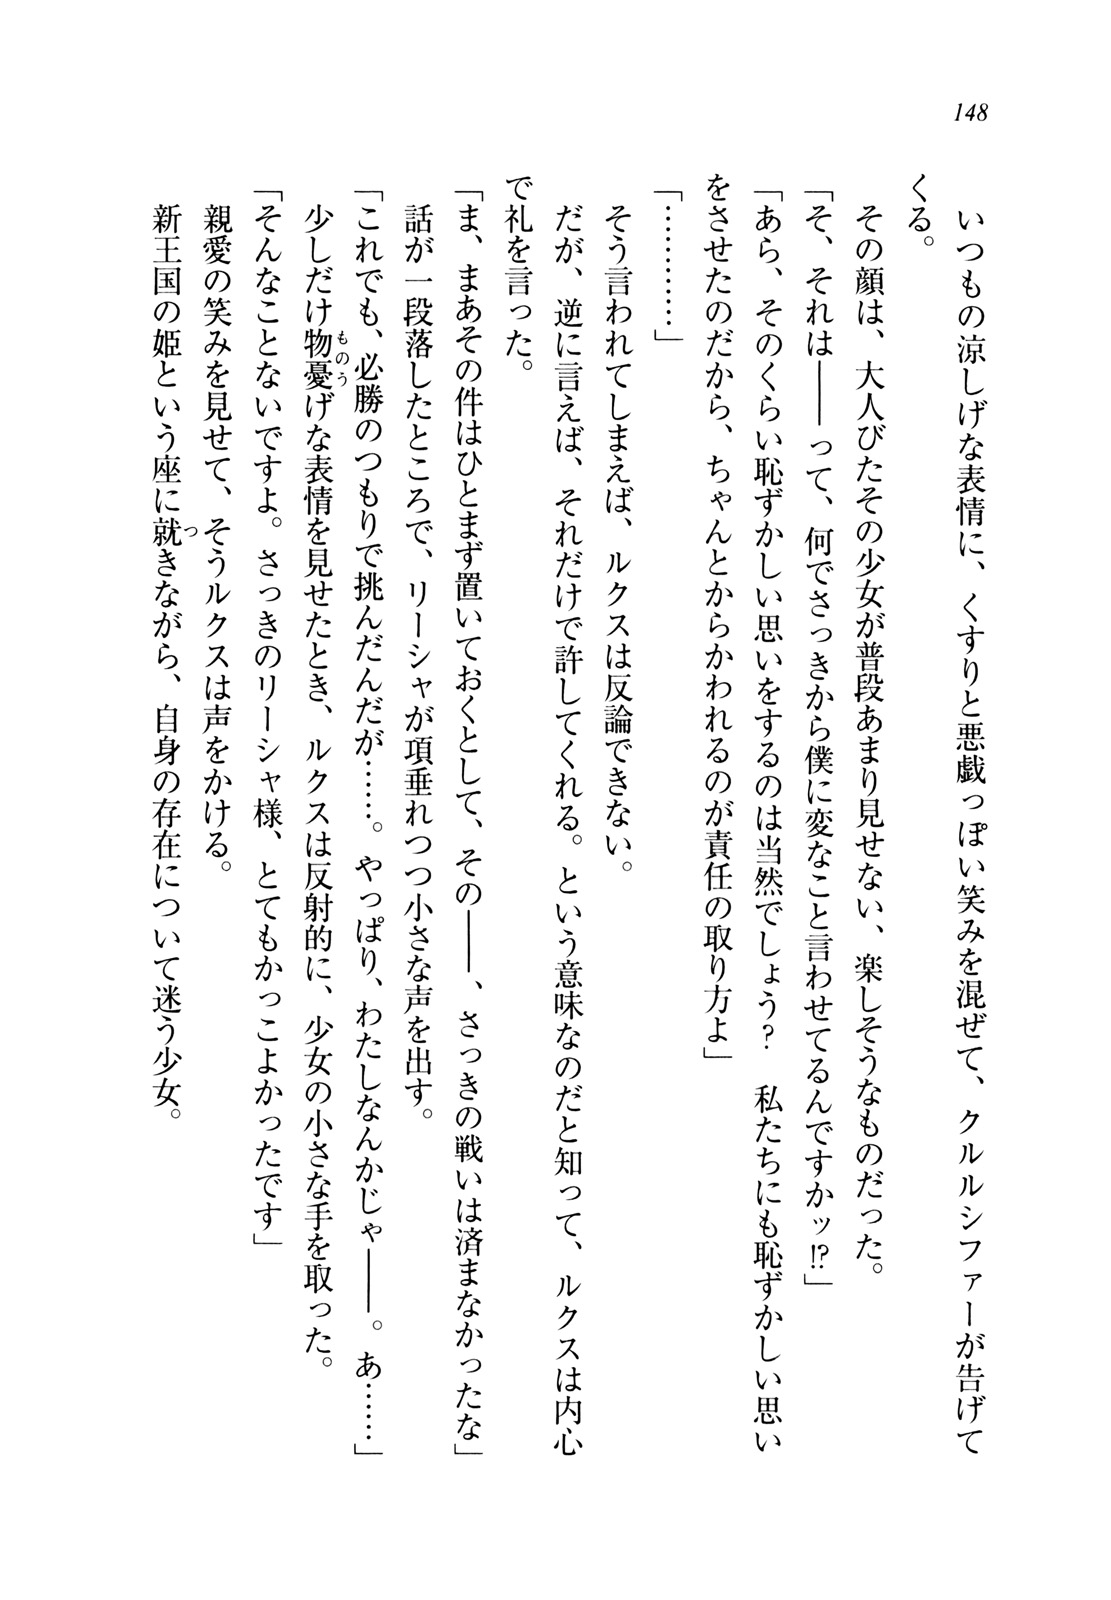 148
いつもの涼しげな表情に、くすりと悪戯っぽい笑みを混ぜて、クルルシファーが告げて
くる。
その顔は、大人びたその少女が普段あまり見せない、楽しそうなものだった。
「そ、それは――って、何でさっきから僕に変なこと言わせてるんですかッ!?」
「あら、そのくらい恥ずかしい思いをするのは当然でしょう？　私たちにも恥ずかしい思い
をさせたのだから、ちゃんとからかわれるのが責任の取り方よ」
「…………」
そう言われてしまえば、ルクスは反論できない。
だが、逆に言えば、それだけで許してくれる。という意味なのだと知って、ルクスは内心
で礼を言った。
「ま、まあその件はひとまず置いておくとして、その――、さっきの戦いは済まなかったな」
話が一段落したところで、リーシャが項垂れつつ小さな声を出す。
「これでも、必勝のつもりで挑んだんだが……。やっぱり、わたしなんかじゃ――。あ……」
少しだけ物憂げな表情を見せたとき、ルクスは反射的に、少女の小さな手を取った。
ものう
「そんなことないですよ。さっきのリーシャ様、とてもかっこよかったです」
親愛の笑みを見せて、そうルクスは声をかける。
新王国の姫という座に就きながら、自身の存在について迷う少女。
つ